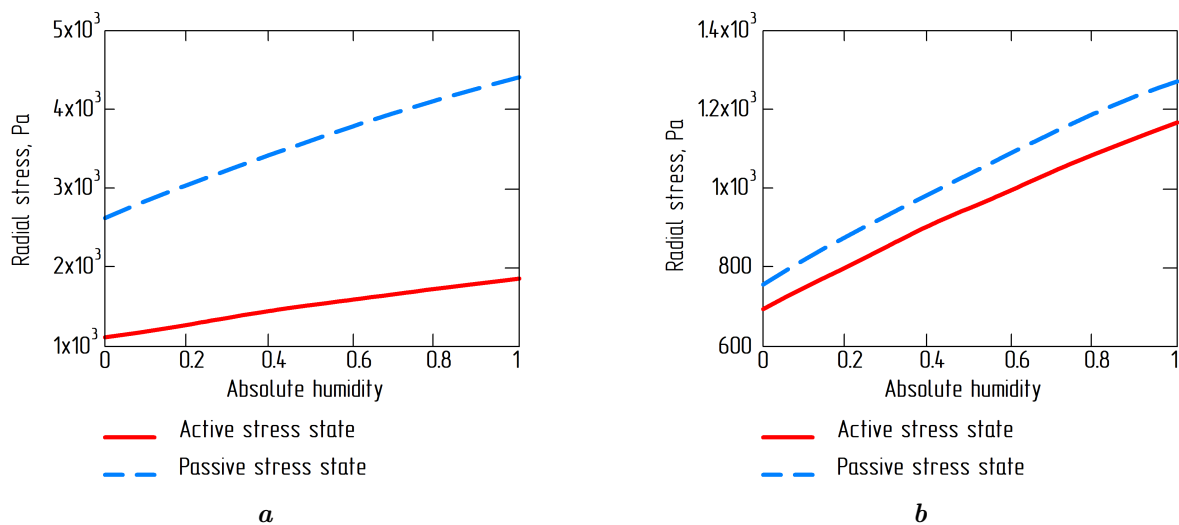 5x10³
4x10³
3x10³
2x10³
1x10³
Radial stress, Pa
0 0.2 0.4 0.6 0.8 1
Absolute humidity
Active stress state
Passive stress state
a
1.4x10³
1.2x10³
1x10³
800
600
Radial stress, Pa
0 0.2 0.4 0.6 0.8 1
Absolute humidity
Active stress state
Passive stress state
b